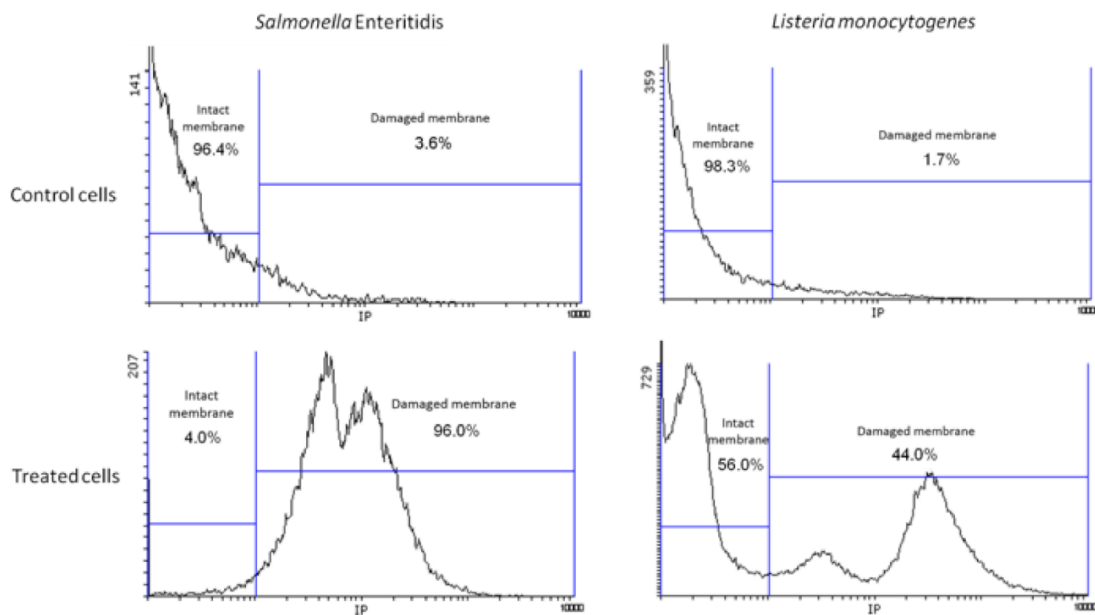 Salmonella Enteritidis
Listeria monocytogenes
141
Intact
membrane
96.4%
Damaged membrane
3.6%
359
Intact
membrane
98.3%
Damaged membrane
1.7%
Control cells
IP
10000
IP
10000
207
Intact
membrane
4.0%
Damaged membrane
96.0%
729
Intact
membrane
56.0%
Damaged membrane
44.0%
Treated cells
IP
10000
IP
10000